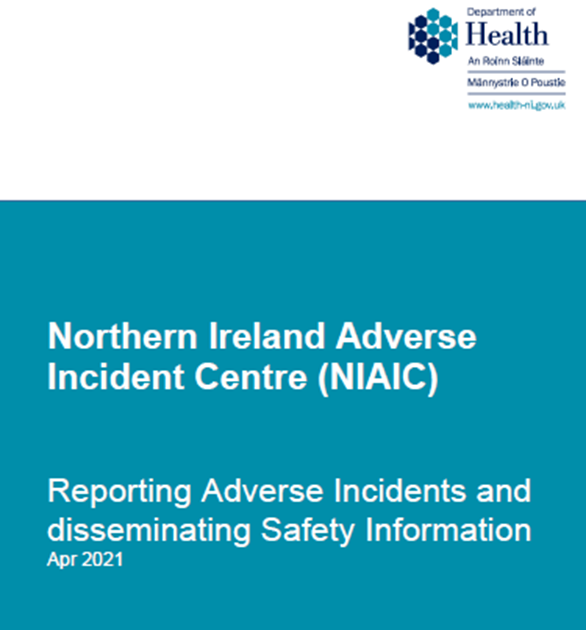 Department of
Health
An Roinn Sláinte
Männystrie O Poustie
www.health-ni.gov.uk
Northern Ireland Adverse
Incident Centre (NIAIC)
Reporting Adverse Incidents and
disseminating Safety Information
Apr 2021